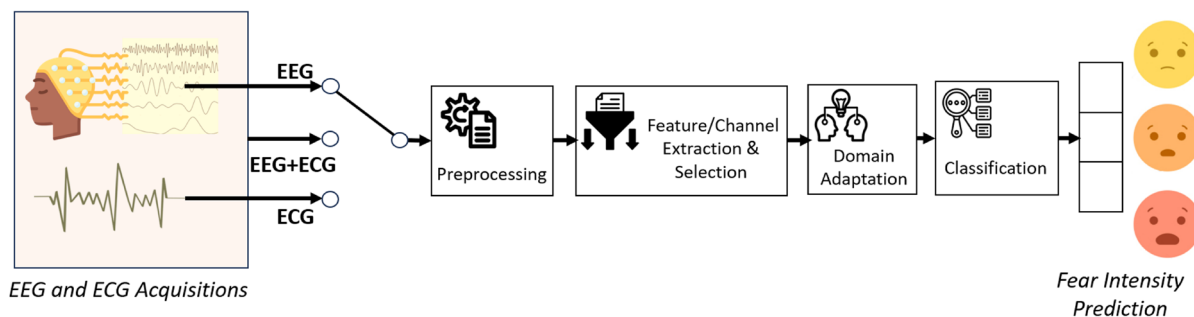 EEG
EEG+ECG
ECG
EEG and ECG Acquisitions
Preprocessing
Feature/Channel
Extraction &
Selection
Domain
Adaptation
Classification
Fear Intensity
Prediction